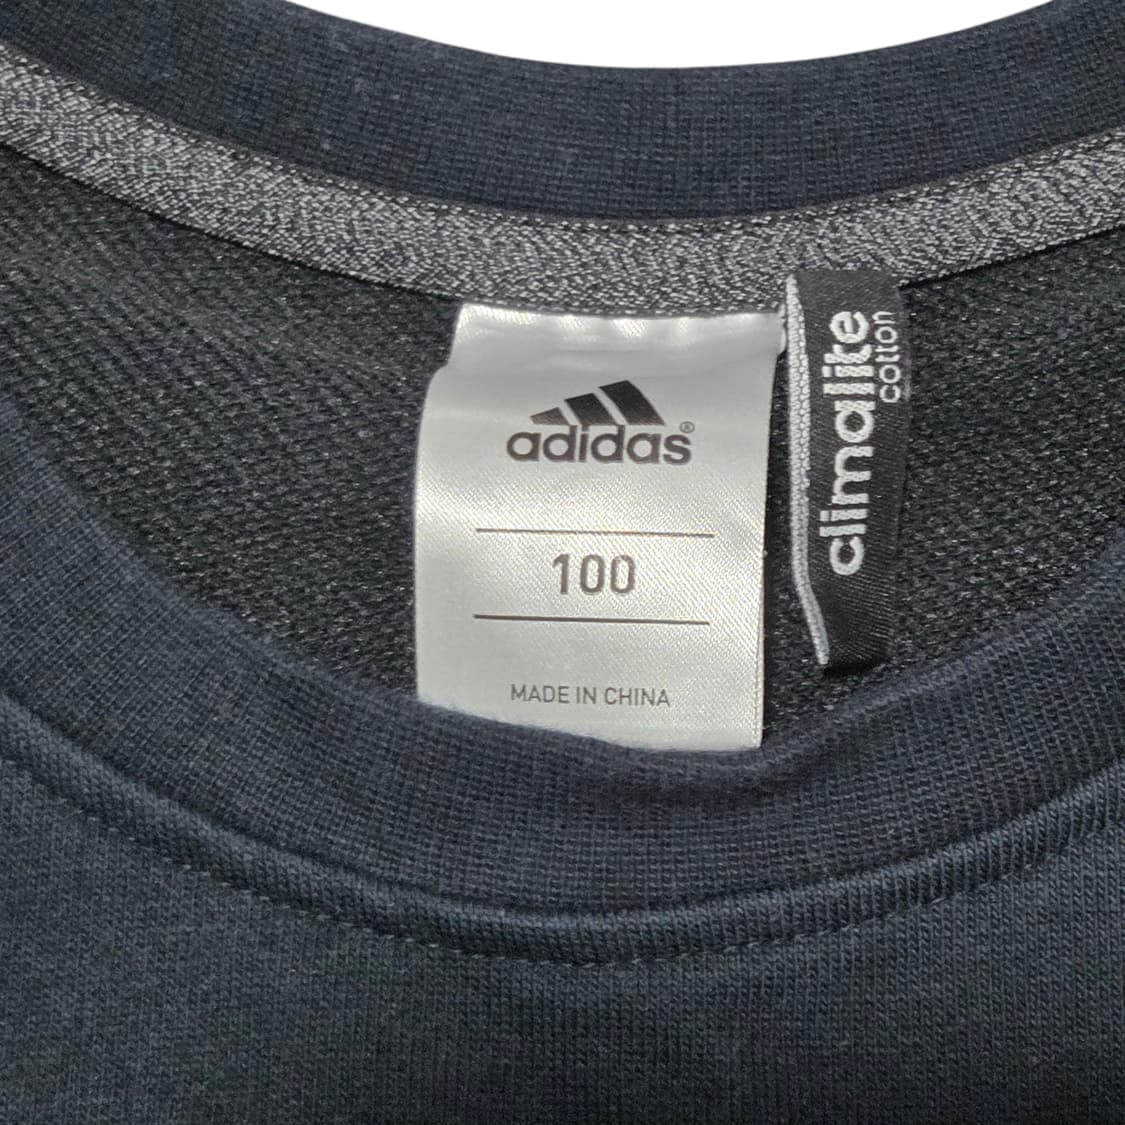 adidas®
100
MADE IN CHINA
climalite
cotton